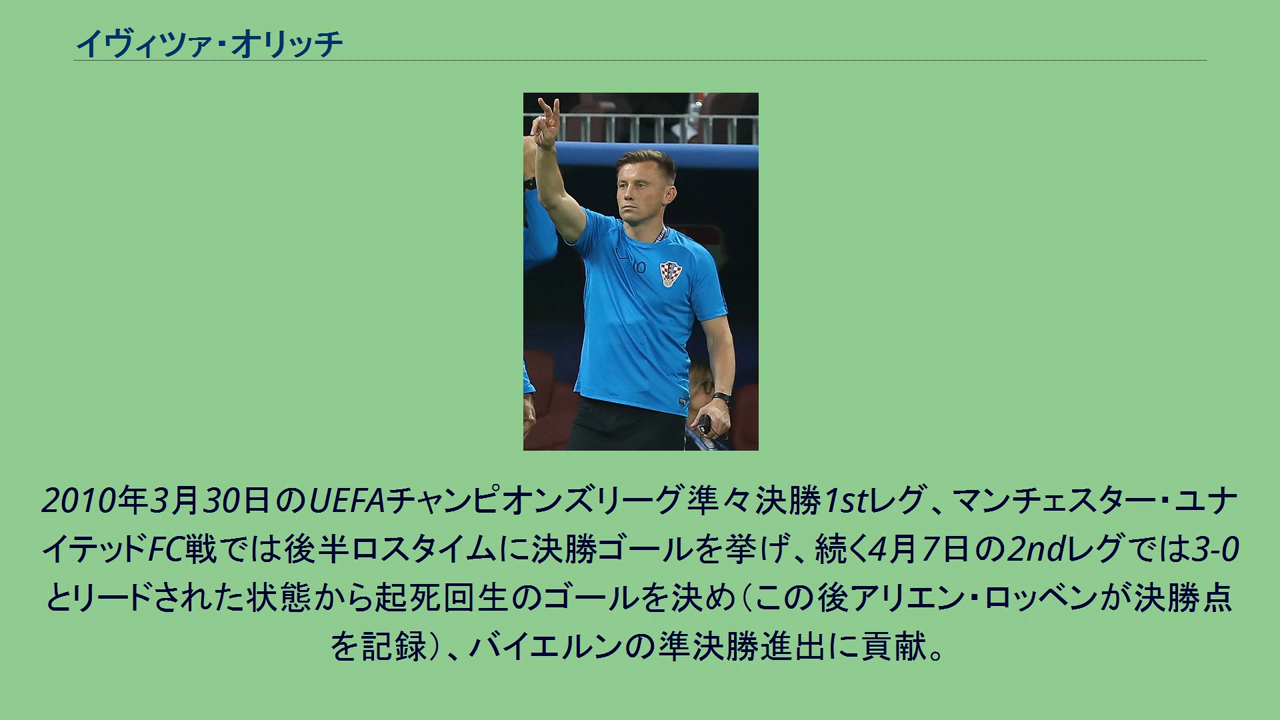 イヴィツァ・オリッチ
2010年3月30日のUEFAチャンピオンズリーグ準々決勝1stレグ、マンチェスター・ユナ
イテッドFC戦では後半ロスタイムに決勝ゴールを挙げ、続く4月7日の2ndレグでは3-0
とリードされた状態から起死回生のゴールを決め（この後アリエン・ロッベンが決勝点
を記録）、バイエルンの準決勝進出に貢献。